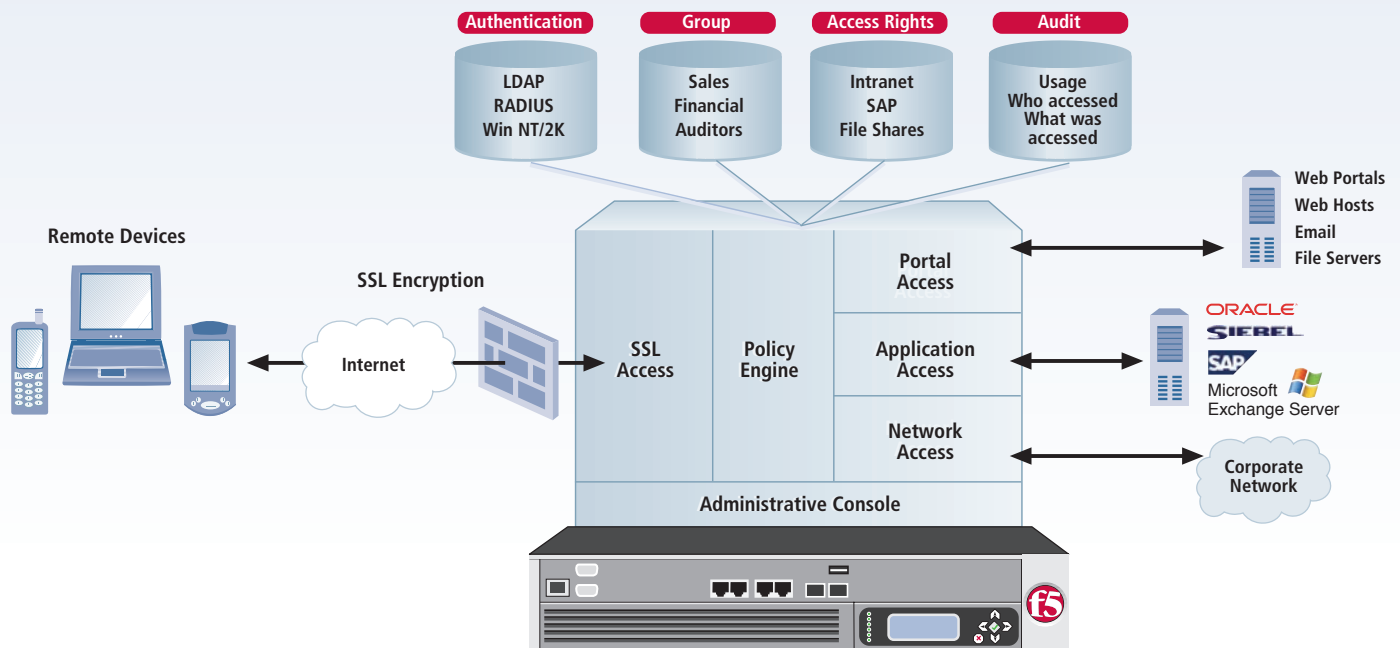 Authentication
Group
Access Rights
Audit
LDAP
RADIUS
Win NT/2K
Sales
Financial
Auditors
Intranet
SAP
File Shares
Usage
Who accessed
What was
accessed
Web Portals
Web Hosts
Email
File Servers
Remote Devices
SSL Encryption
Internet
SSL
Access
Policy
Engine
Portal
Access
Application
Access
Network
Access
ORACLE
SIEBEL
SAP
Microsoft
Exchange Server
Corporate
Network
Administrative Console
f5